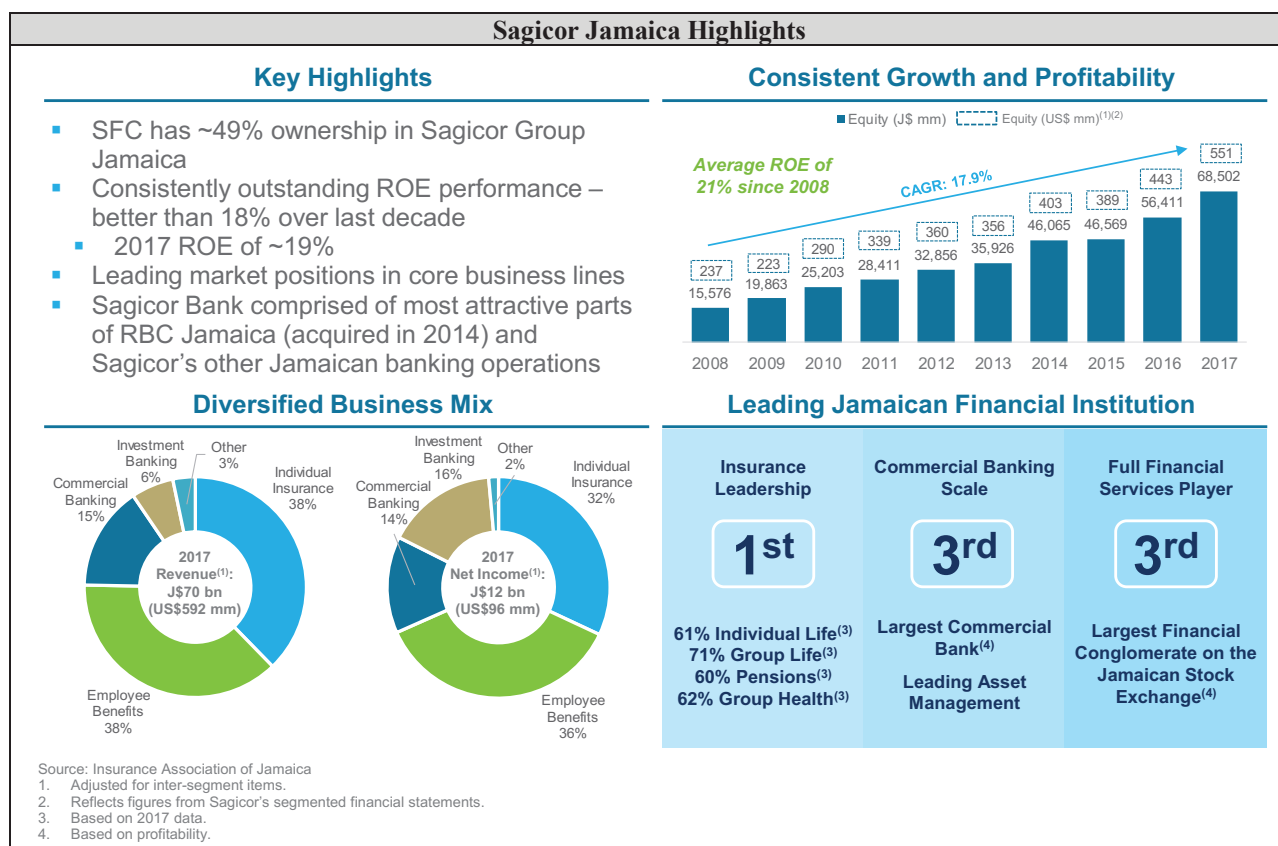 Sagicor Jamaica Highlights
Key Highlights
▪ SFC has ~49% ownership in Sagicor Group
Jamaica
▪ Consistently outstanding ROE performance –
better than 18% over last decade
▪ 2017 ROE of ~19%
▪ Leading market positions in core business lines
▪ Sagicor Bank comprised of most attractive parts
of RBC Jamaica (acquired in 2014) and
Sagicor’s other Jamaican banking operations
Consistent Growth and Profitability
Equity (J$ mm) Equity (US$ mm)(1)(2)
Average ROE of
21% since 2008
CAGR: 17.9%
237 223 290 339 360 356 403 389 443 551
15,576 19,863 25,203 28,411 32,856 35,926 46,065 46,569 56,411 68,502
2008 2009 2010 2011 2012 2013 2014 2015 2016 2017
Diversified Business Mix
Investment
Banking
6%
Other
3%
Commercial
Banking
15%
Individual
Insurance
38%
2017
Revenue(1):
J$70 bn
(US$592 mm)
Employee
Benefits
38%
Investment
Banking
16%
Other
2%
Commercial
Banking
14%
Individual
Insurance
32%
2017
Net Income(1):
J$12 bn
(US$96 mm)
Employee
Benefits
36%
Leading Jamaican Financial Institution
Insurance
Leadership
1st
61% Individual Life(3)
71% Group Life(3)
60% Pensions(3)
62% Group Health(3)
Commercial Banking
Scale
3rd
Largest Commercial
Bank(4)
Leading Asset
Management
Full Financial
Services Player
3rd
Largest Financial
Conglomerate on the
Jamaican Stock
Exchange(4)
Source: Insurance Association of Jamaica
1. Adjusted for inter-segment items.
2. Reflects figures from Sagicor’s segmented financial statements.
3. Based on 2017 data.
4. Based on profitability.